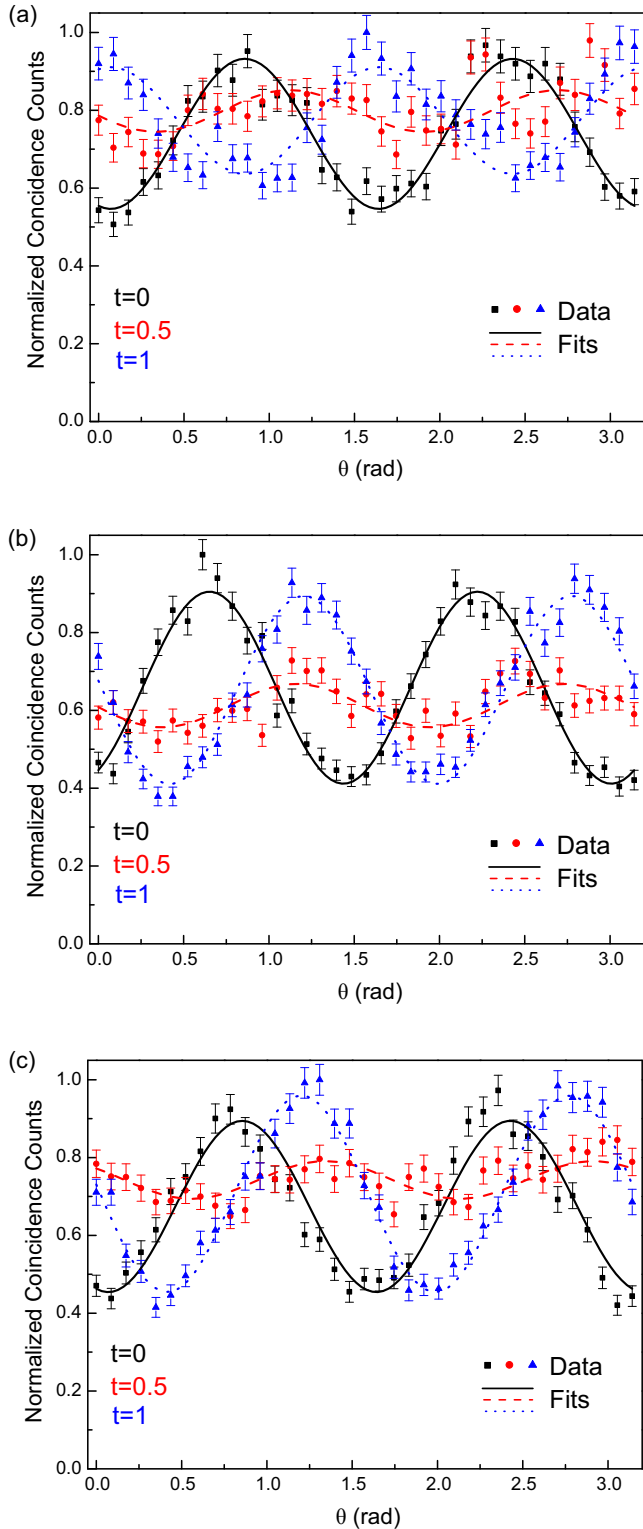 (a)
1.0
0.8
0.6
0.4
0.2
0.0
Normalized Concidence Counts
t=0
t=0.5
t=1
Data
Fits
0.0 0.5 1.0 1.5 2.0 2.5 3.0
θ (rad)
(b)
1.0
0.8
0.6
0.4
0.2
0.0
Normalized Coincidence Counts
t=0
t=0.5
t=1
Data
Fits
0.0 0.5 1.0 1.5 2.0 2.5 3.0
θ (rad)
(c)
1.0
0.8
0.6
0.4
0.2
0.0
Normalized Coincidence Counts
t=0
t=0.5
t=1
Data
Fits
0.0 0.5 1.0 1.5 2.0 2.5 3.0
θ (rad)